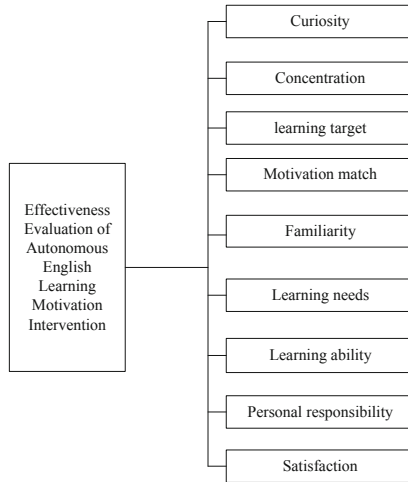 Effectiveness
Evaluation of
Autonomous
English
Learning
Motivation
Intervention
Curiosity
Concentration
learning target
Motivation match
Familiarity
Learning needs
Learning ability
Personal responsibility
Satisfaction